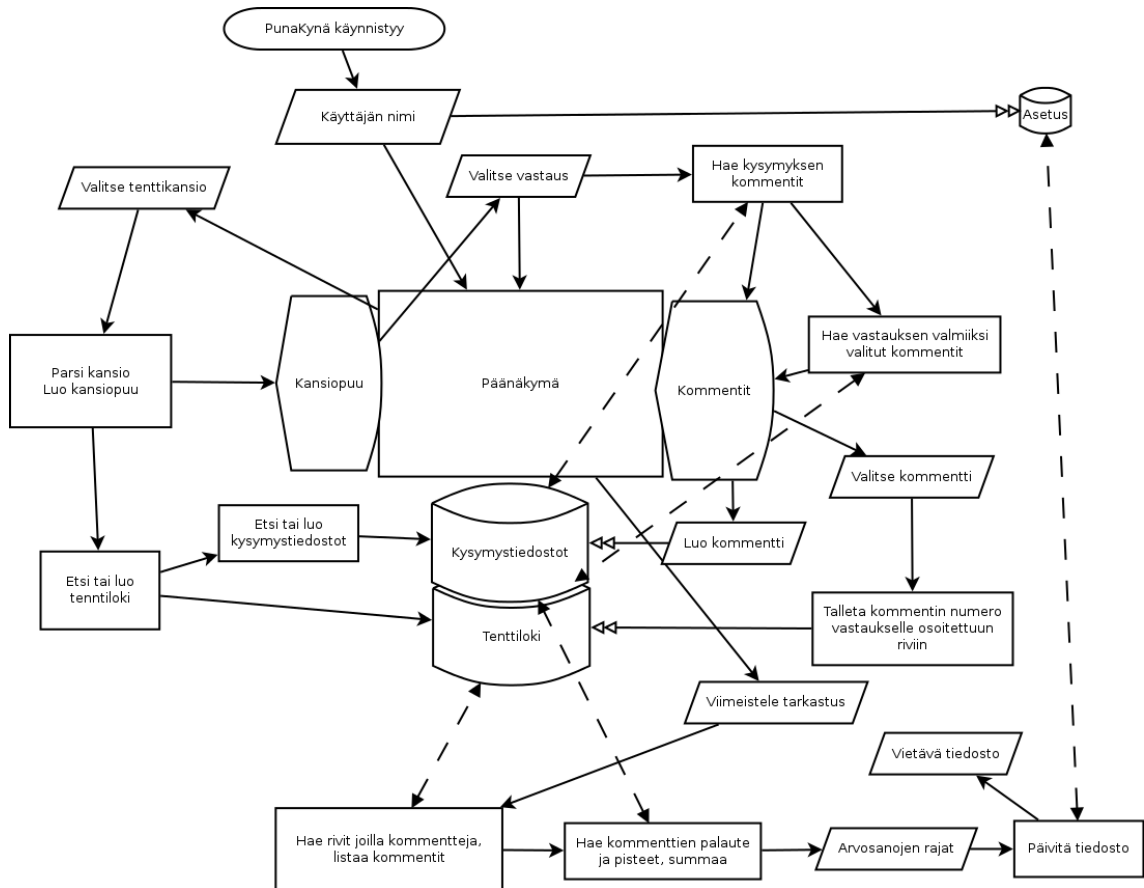 PunaKynä käynnistyy
Käyttäjän nimi
Asetus
Valitse tenttikansio
Valitse vastaus
Hae kysymyksen
kommentit
Parsi kansio
Luo kansiopuu
Kansiopuu
Päänäkymä
Kommentit
Hae vastauksen valmiiksi
valitut kommentit
Valitse kommentti
Etsi tai luo
kysymystiedostot
Kysymystiedostot
Luo kommentti
Etsi tai luo
tenntiloki
Tenttiloki
Talleta kommentin numero
vastaukselle osoitettuun
riviin
Viimeistele tarkastus
Vietävä tiedosto
Hae rivit joilla kommentteja,
listaa kommentit
Hae kommenttien palaute
ja pisteet, summaa
Arvosanojen rajat
Päivitä tiedosto